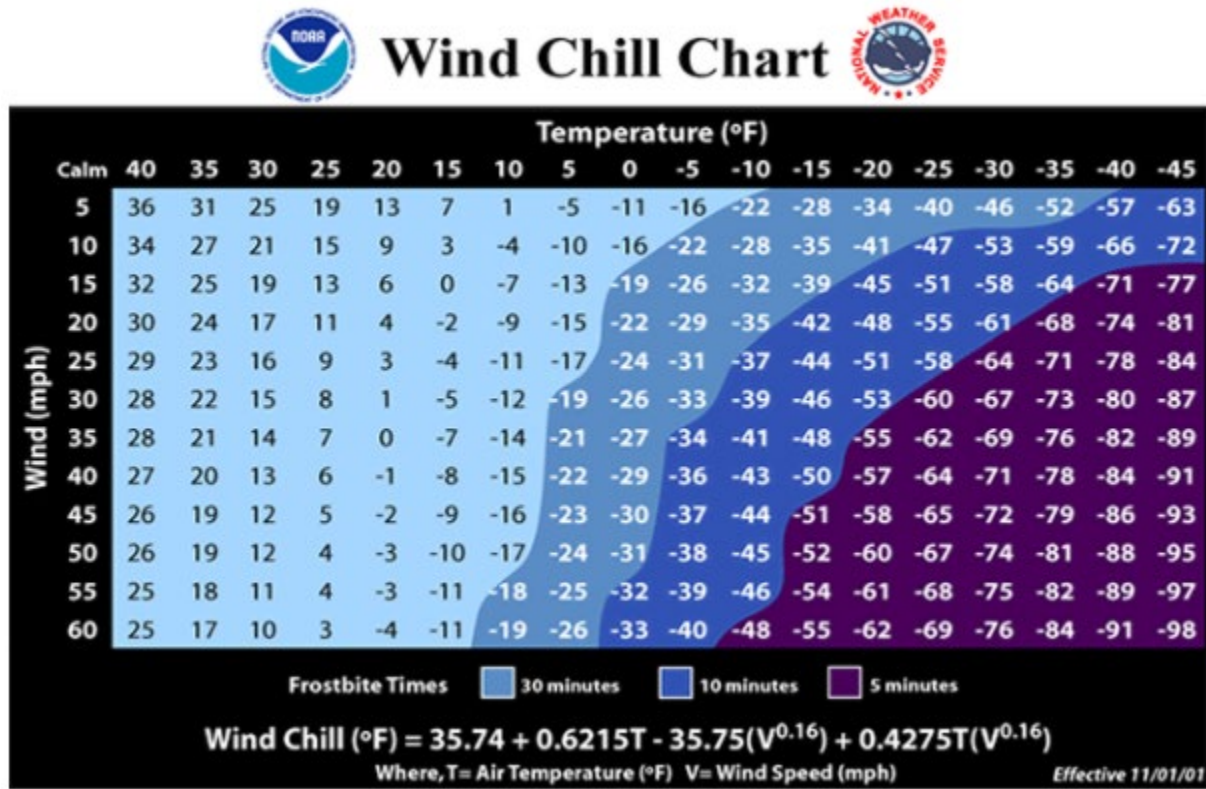 NOAA
Wind Chill Chart
NATIONAL WEATHER SERVICE
Temperature (ºF)
Calm 40 35 30 25 20 15 10 5 0 -5 -10 -15 -20 -25 -30 -35 -40 -45
Wind (mph)
5 36 31 25 19 13 7 1 -5 -11 -16 -22 -28 -34 -40 -46 -52 -57 -63
10 34 27 21 15 9 3 -4 -10 -16 -22 -28 -35 -41 -47 -53 -59 -66 -72
15 32 25 19 13 6 0 -7 -13 -19 -26 -32 -39 -45 -51 -58 -64 -71 -77
20 30 24 17 11 4 -2 -9 -15 -22 -29 -35 -42 -48 -55 -61 -68 -74 -81
25 29 23 16 9 3 -4 -11 -17 -24 -31 -37 -44 -51 -58 -64 -71 -78 -84
30 28 22 15 8 1 -5 -12 -19 -26 -33 -39 -46 -53 -60 -67 -73 -80 -87
35 28 21 14 7 0 -7 -14 -21 -27 -34 -41 -48 -55 -62 -69 -76 -82 -89
40 27 20 13 6 -1 -8 -15 -22 -29 -36 -43 -50 -57 -64 -71 -78 -84 -91
45 26 19 12 5 -2 -9 -16 -23 -30 -37 -44 -51 -58 -65 -72 -79 -86 -93
50 26 19 12 4 -3 -10 -17 -24 -31 -38 -45 -52 -60 -67 -74 -81 -88 -95
55 25 18 11 4 -3 -11 -18 -25 -32 -39 -46 -54 -61 -68 -75 -82 -89 -97
60 25 17 10 3 -4 -11 -19 -26 -33 -40 -48 -55 -62 -69 -76 -84 -91 -98
Frostbite Times 30 minutes 10 minutes 5 minutes
Wind Chill (ºF) = 35.74 + 0.6215T - 35.75(V^0.16) + 0.4275T(V^0.16)
Where, T= Air Temperature (ºF) V= Wind Speed (mph)
Effective 11/01/01